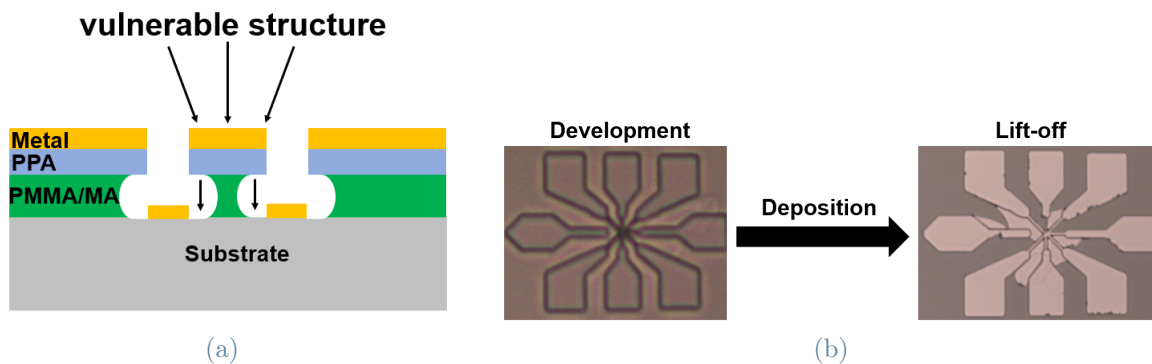 vulnerable structure
Metal
PPA
PMMA/MA
Substrate
(a)
Development
Deposition
Lift-off
(b)